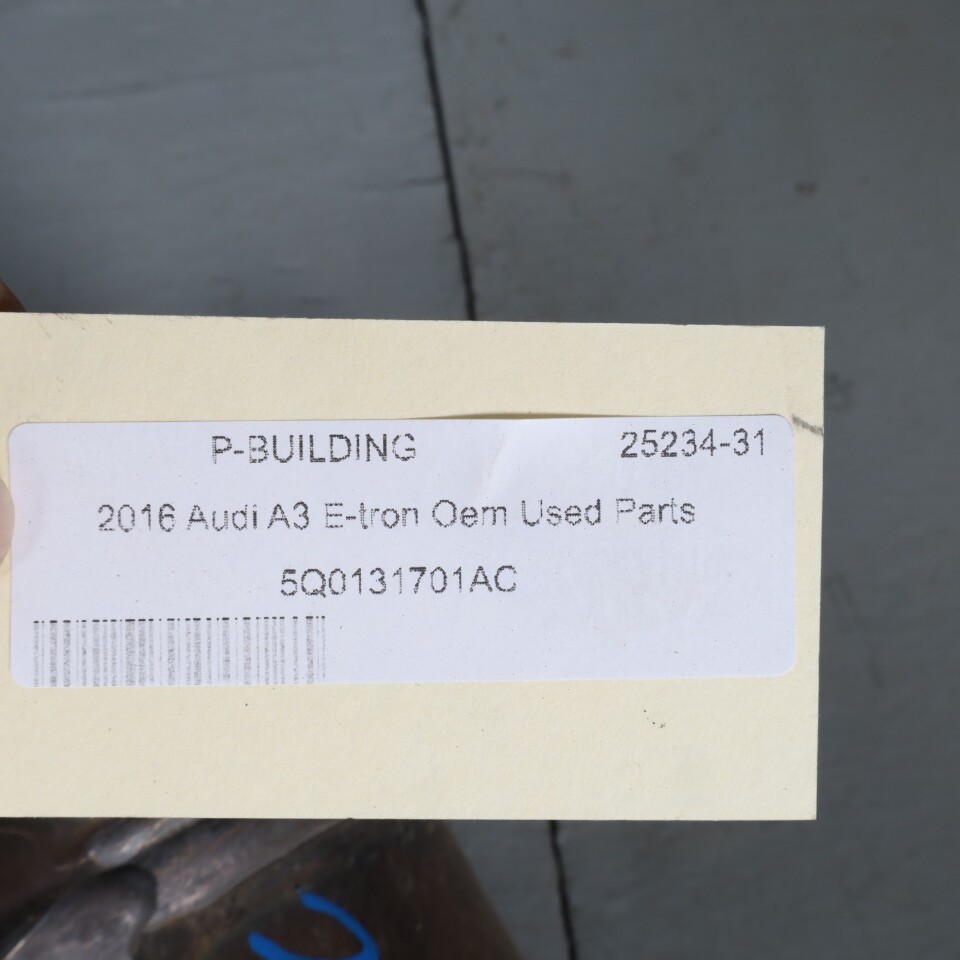 P-BUILDING 25234-31
2016 Audi A3 E-tron Oem Used Parts
5Q0131701AC